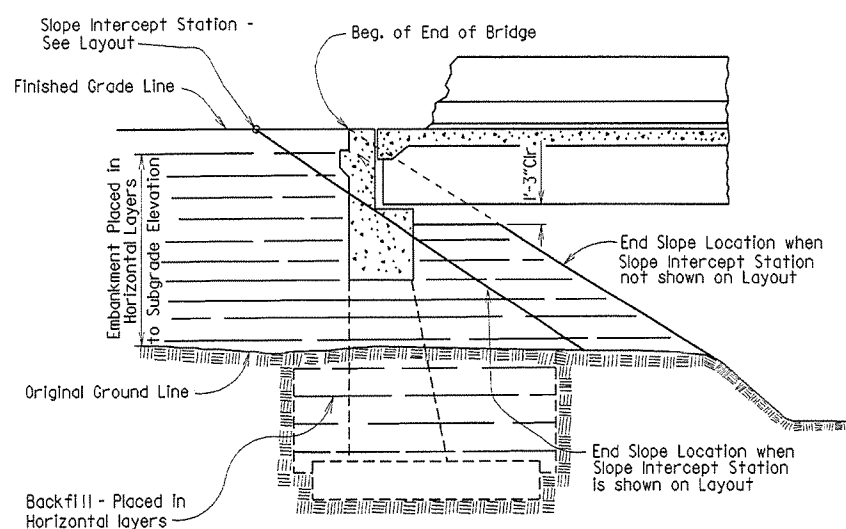 Slope Intercept Station -
See Layout
Beg. of End of Bridge
Finished Grade Line
1'-3" Clr.
Embankment Placed in
Horizontal Layers
to Subgrade Elevation
End Slope Location when
Slope Intercept Station
not shown on Layout
Original Ground Line
End Slope Location when
Slope Intercept Station
is shown on Layout
Backfill - Placed in
Horizontal layers